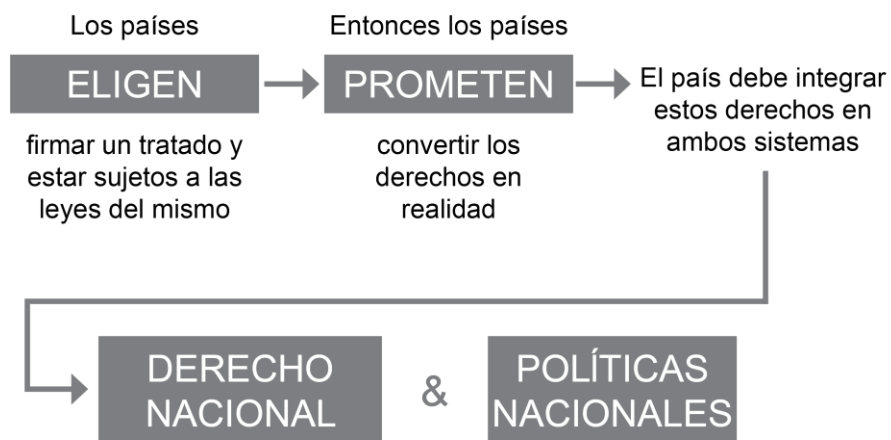 Los países
ELIGEN
firmar un tratado y
estar sujetos a las
leyes del mismo
Entonces los países
PROMETEN
convertir los
derechos en
realidad
El país debe integrar
estos derechos en
ambos sistemas
DERECHO
NACIONAL
&
POLÍTICAS
NACIONALES